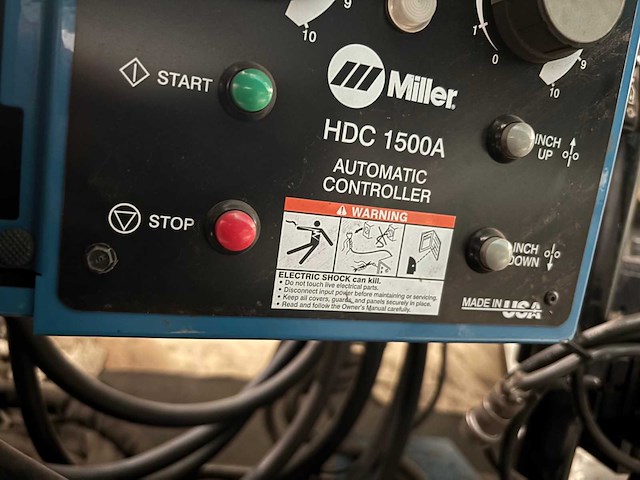 9
10
1
0
9
10
START
Miller®
HDC 1500A
AUTOMATIC
CONTROLLER
INCH
UP
STOP
WARNING
INCH
DOWN
ELECTRIC SHOCK can kill.
• Do not touch live electrical parts.
• Disconnect input power before maintaining or servicing.
• Keep all covers, guards, and panels securely in place.
• Read and follow the Owner's Manual carefully.
MADE IN USA